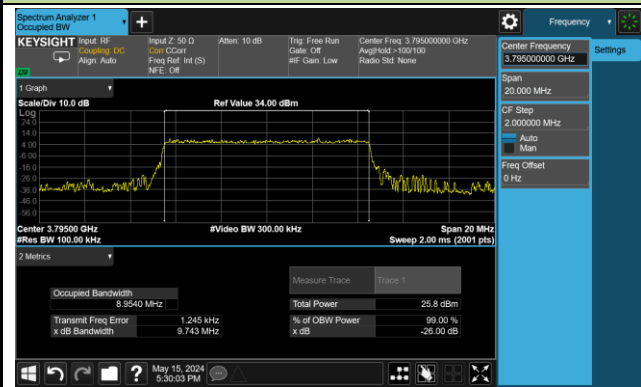 Spectrum Analyzer 1
Occupied BW
Frequency
KEYSIGHT
Input: RF
Coupling: DC
Align: Auto
Input Z: 50 Ω
Corr CCorr
Freq Ref: Int (S)
NFE: Off
Atten: 10 dB
Trig: Free Run
Gate: Off
#IF Gain: Low
Center Freq: 3.795000000 GHz
Avg|Hold:>100/100
Radio Std: None
Center Frequency
3.795000000 GHz
Settings
Span
20.000 MHz
CF Step
2.000000 MHz
Auto
Man
Freq Offset
0 Hz
1 Graph
Scale/Div 10.0 dB
Ref Value 34.00 dBm
Log
24.0
14.0
4.00
-6.00
-16.0
-26.0
-36.0
-46.0
-56.0
Center 3.79500 GHz
#Video BW 300.00 kHz
Span 20 MHz
#Res BW 100.00 kHz
Sweep 2.00 ms (2001 pts)
2 Metrics
Measure Trace
Trace 1
Occupied Bandwidth
8.9540 MHz
Total Power
25.8 dBm
Transmit Freq Error
1.245 kHz
% of OBW Power
99.00 %
x dB Bandwidth
9.743 MHz
x dB
-26.00 dB
May 15, 2024
5:30:03 PM